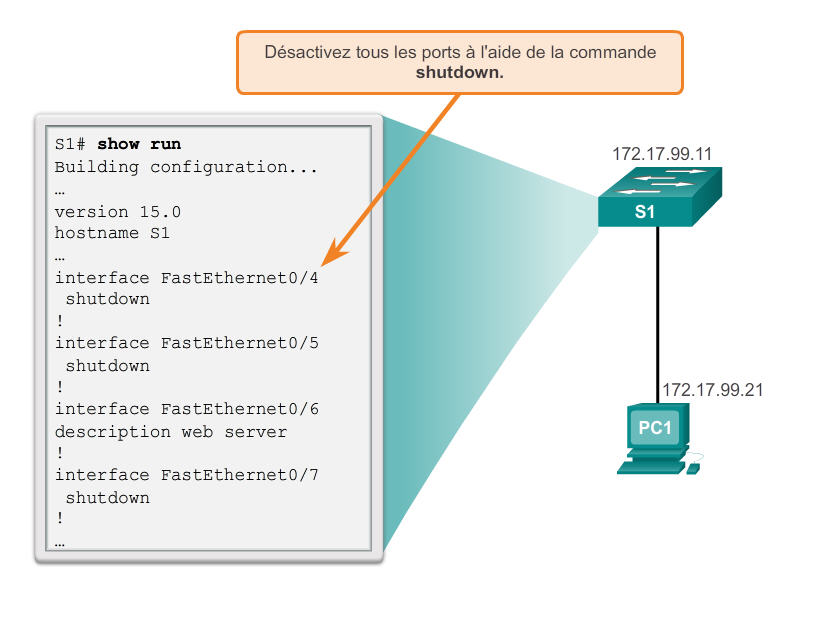 Désactivez tous les ports à l'aide de la commande
shutdown.
S1# show run
Building configuration...
…
version 15.0
hostname S1
…
interface FastEthernet0/4
 shutdown
!
interface FastEthernet0/5
 shutdown
!
interface FastEthernet0/6
description web server
!
interface FastEthernet0/7
 shutdown
!
…
172.17.99.11
S1
172.17.99.21
PC1